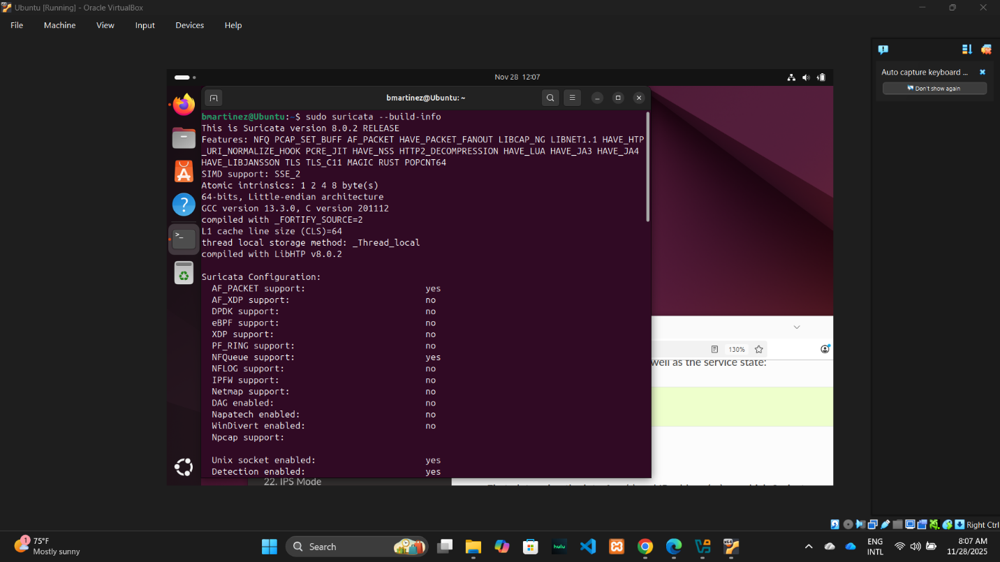 Ubuntu [Running] - Oracle VirtualBox
File Machine View Input Devices Help
Auto capture keyboard ...
Don't show again
Nov 28 12:07
bmartinez@Ubuntu: ~
bmartinez@Ubuntu:~$ sudo suricata --build-info
This is Suricata version 8.0.2 RELEASE
Features: NFQ PCAP_SET_BUFF AF_PACKET HAVE_PACKET_FANOUT LIBCAP_NG LIBNET1.1 HAVE_HTP
_URI_NORMALIZE_HOOK PCRE_JIT HAVE_NSS HTTP2_DECOMPRESSION HAVE_LUA HAVE_JA3 HAVE_JA4
HAVE_LIBJANSSON TLS TLS_C11 MAGIC RUST POPCNT64
SIMD support: SSE_2
Atomic intrinsics: 1 2 4 8 byte(s)
64-bits, Little-endian architecture
GCC version 13.3.0, C version 201112
compiled with _FORTIFY_SOURCE=2
L1 cache line size (CLS)=64
thread local storage method: _Thread_local
compiled with LibHTP v8.0.2
Suricata Configuration:
AF_PACKET support: yes
AF_XDP support: no
DPDK support: no
eBPF support: no
XDP support: no
PF_RING support: no
NFQueue support: yes
NFLOG support: no
IPFW support: no
Netmap support: no
DAG enabled: no
Napatech enabled: no
WinDivert enabled: no
Npcap support:
Unix socket enabled: yes
Detection enabled: yes
130%
well as the service state:
22. IPS Mode
Right Ctrl
1
75°F
Mostly sunny
Search
hulu
ENG
INTL
8:07 AM
11/28/2025